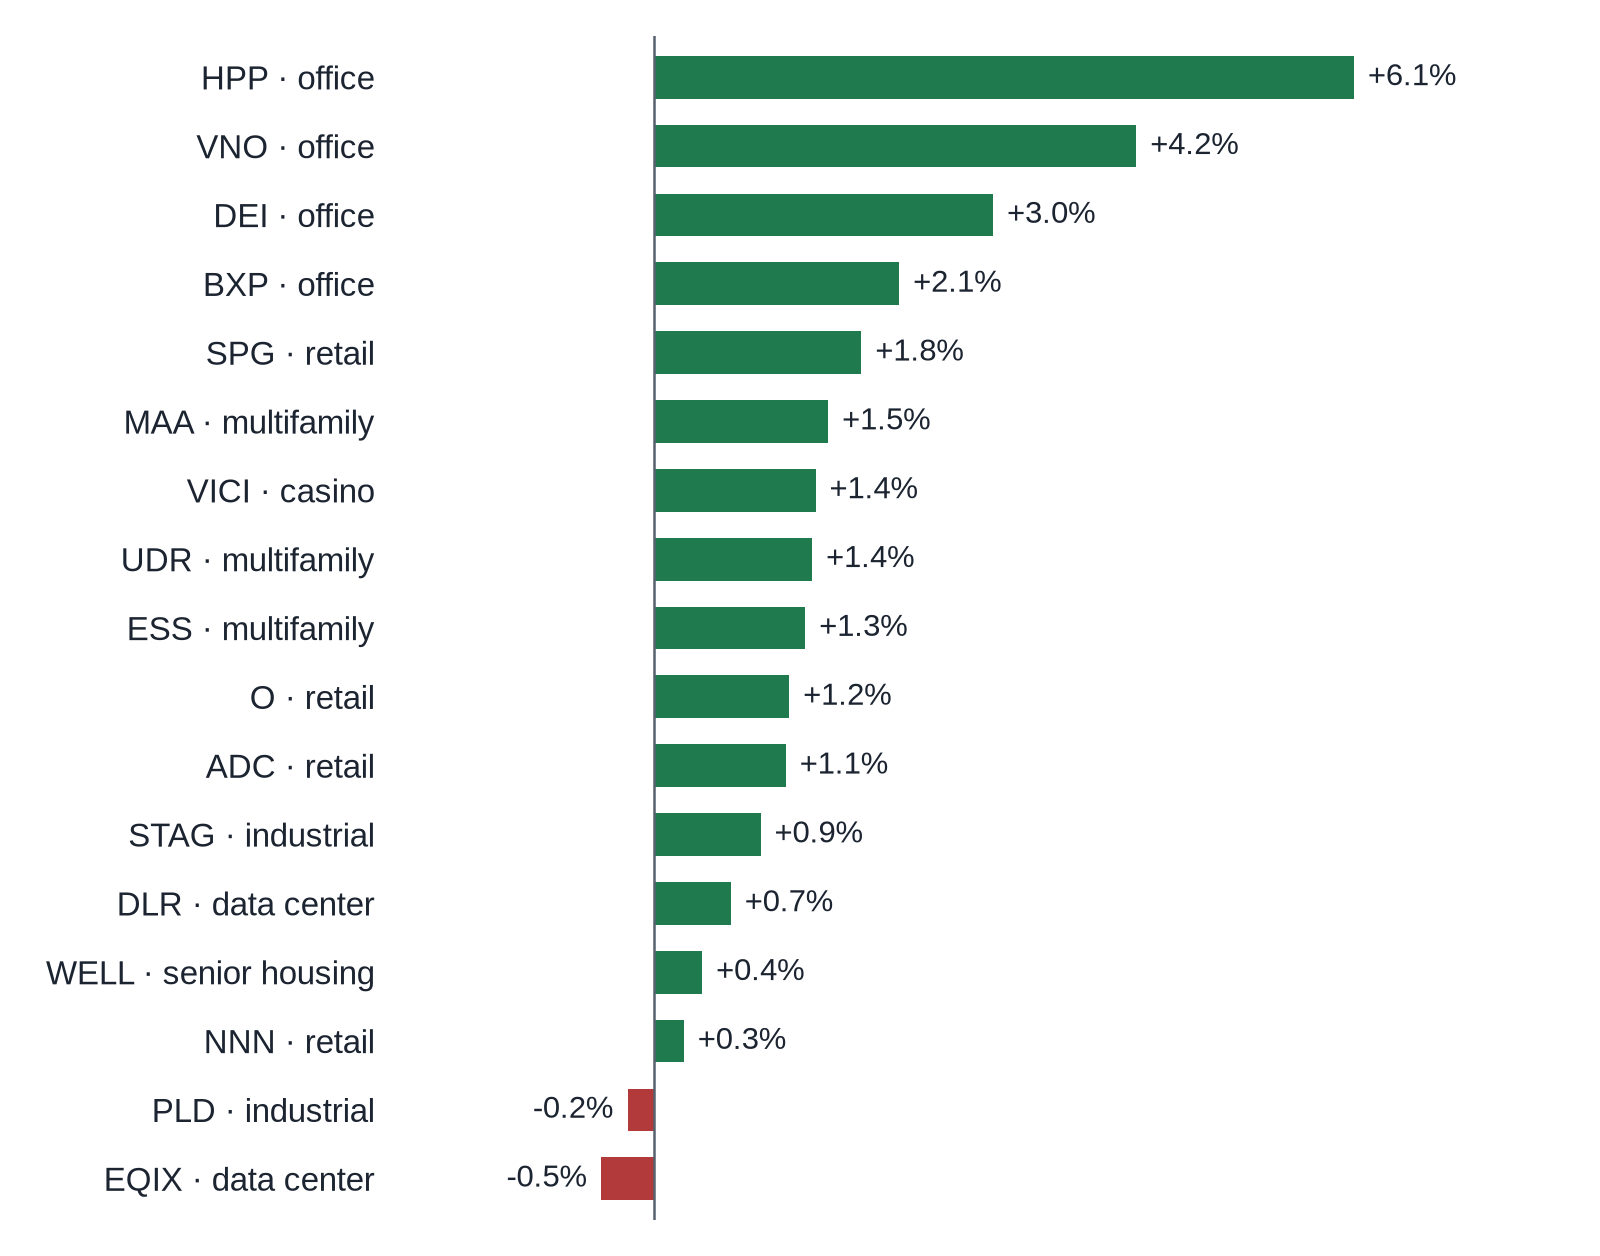 HPP · office +6.1%
VNO · office +4.2%
DEI · office +3.0%
BXP · office +2.1%
SPG · retail +1.8%
MAA · multifamily +1.5%
VICI · casino +1.4%
UDR · multifamily +1.4%
ESS · multifamily +1.3%
O · retail +1.2%
ADC · retail +1.1%
STAG · industrial +0.9%
DLR · data center +0.7%
WELL · senior housing +0.4%
NNN · retail +0.3%
PLD · industrial -0.2%
EQIX · data center -0.5%